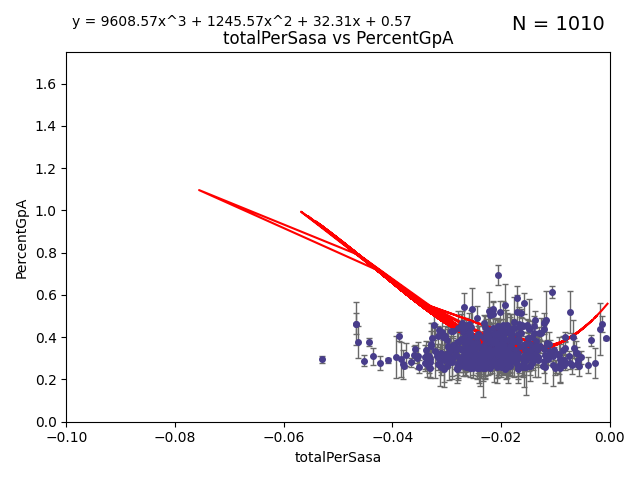 y = 9608.57x^3 + 1245.57x^2 + 32.31x + 0.57
N = 1010
totalPerSasa vs PercentGpA
PercentGpA
1.6
1.4
1.2
1.0
0.8
0.6
0.4
0.2
0.0
−0.10 −0.08 −0.06 −0.04 −0.02 0.00
totalPerSasa